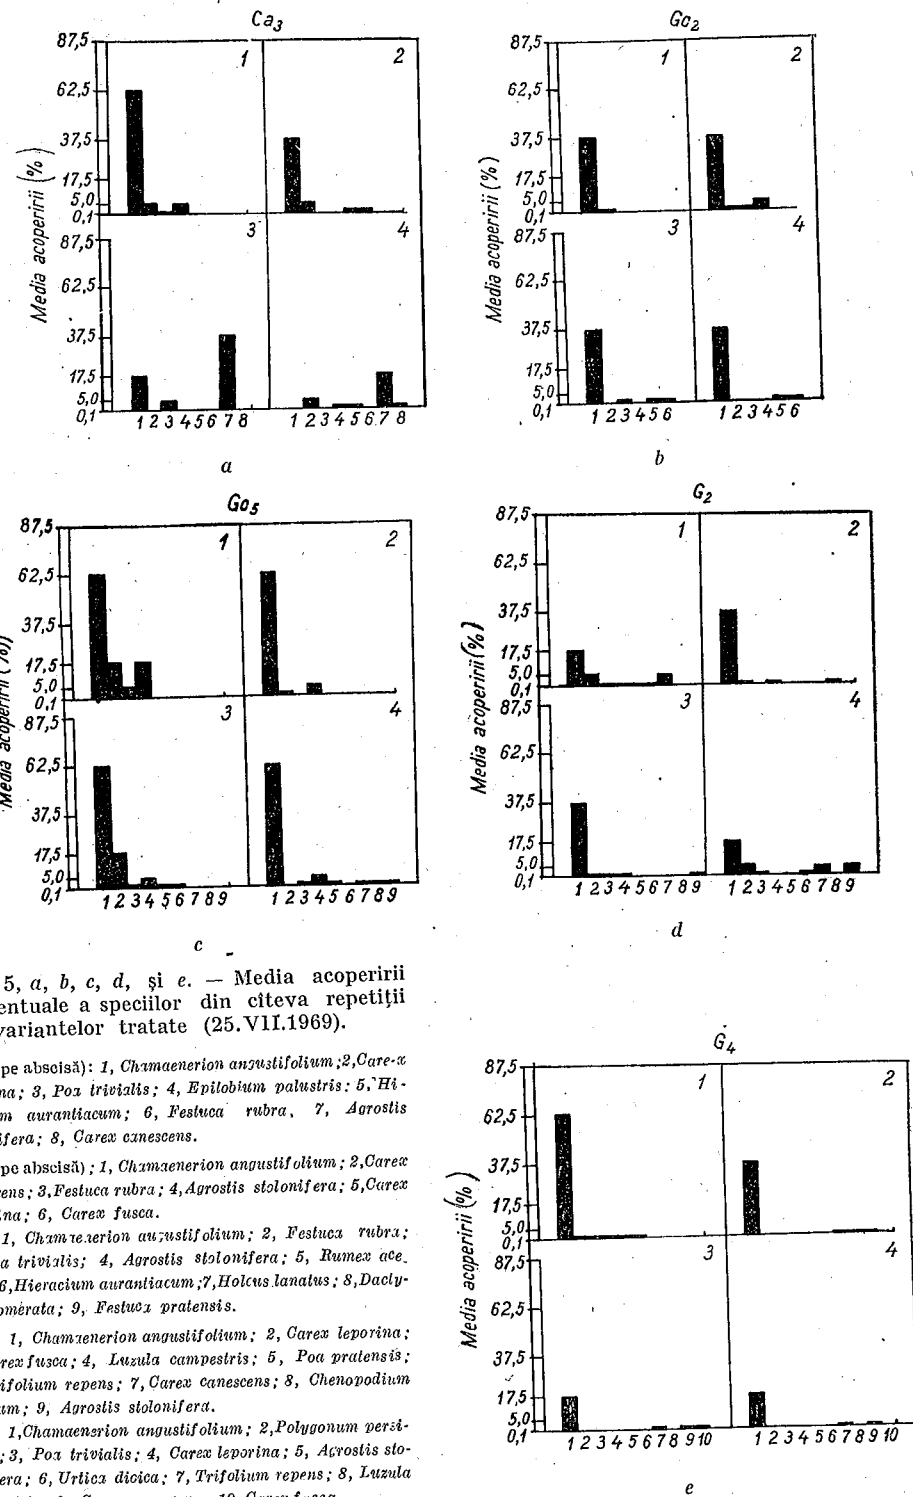 Ca₃
87,5
62,5
37,5
17,5
5,0
0,1
1
2
87,5
62,5
37,5
17,5
5,0
0,1
3
4
Media acoperirii (%)
1 2 3 4 5 6 7 8
1 2 3 4 5 6 7 8
a
Gc₂
87,5
62,5
37,5
17,5
5,0
0,1
1
2
87,5
62,5
37,5
17,5
5,0
0,1
3
4
Media acoperirii (%)
1 2 3 4 5 6
1 2 3 4 5 6
b
Go₅
87,5
62,5
37,5
17,5
5,0
0,1
1
2
87,5
62,5
37,5
17,5
5,0
0,1
3
4
Media acoperirii (%)
1 2 3 4 5 6 7 8 9
1 2 3 4 5 6 7 8 9
c
G₂
87,5
62,5
37,5
17,5
5,0
0,1
1
2
87,5
62,5
37,5
17,5
5,0
0,1
3
4
Media acoperirii (%)
1 2 3 4 5 6 7 8 9
1 2 3 4 5 6 7 8 9
d
5, a, b, c, d, și e. — Media acoperirii
entuale a speciilor din cîteva repetiții
variantelor tratate (25.VII.1969).
pe abscisă): 1, Chamaenerion angustifolium; 2, Care-x
na; 3, Poa trivialis; 4, Epilobium palustris: 5, Hi-
m aurantiacum; 6, Festuca rubra, 7, Agrostis
ifera; 8, Carex canescens.
pe abscisă); 1, Chamaenerion angustifolium; 2, Carex
ens; 3, Festuca rubra; 4, Agrostis stolonifera; 5, Carex
na; 6, Carex fusca.
1, Chamaenerion augustifolium; 2, Festuca rubra;
a trivialis; 4, Agrostis stolonifera; 5, Rumex ace_
6, Hieracium aurantiacum; 7, Holcus lanatus; 8, Dacly-
omerata; 9, Festuca pratensis.
1, Chamaenerion angustifolium; 2, Carex leporina;
rex fusca; 4, Luzula campestris; 5, Poa pratensis;
ifolium repens; 7, Carex canescens; 8, Chenopodium
um; 9, Agrostis stolonifera.
1, Chamaenerion angustifolium; 2, Polygonum persi-
; 3, Poa trivialis; 4, Carex leporina; 5, Agrostis sto-
era; 6, Urtica dioica; 7, Trifolium repens; 8, Luzula
G₄
87,5
62,5
37,5
17,5
5,0
0,1
1
2
87,5
62,5
37,5
17,5
5,0
0,1
3
4
Media acoperirii (%)
1 2 3 4 5 6 7 8 9 10
1 2 3 4 5 6 7 8 9 10
e